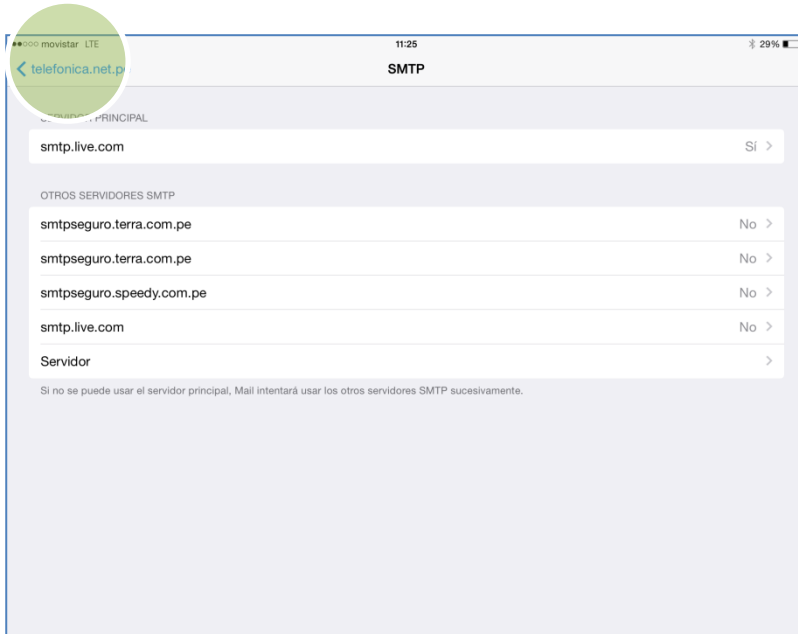 movistar LTE 11:25 29%
telefonica.net.pe SMTP
SERVIDOR PRINCIPAL
smtp.live.com Sí
OTROS SERVIDORES SMTP
smtpseguro.terra.com.pe No
smtpseguro.terra.com.pe No
smtpseguro.speedy.com.pe No
smtp.live.com No
Servidor
Si no se puede usar el servidor principal, Mail intentará usar los otros servidores SMTP sucesivamente.